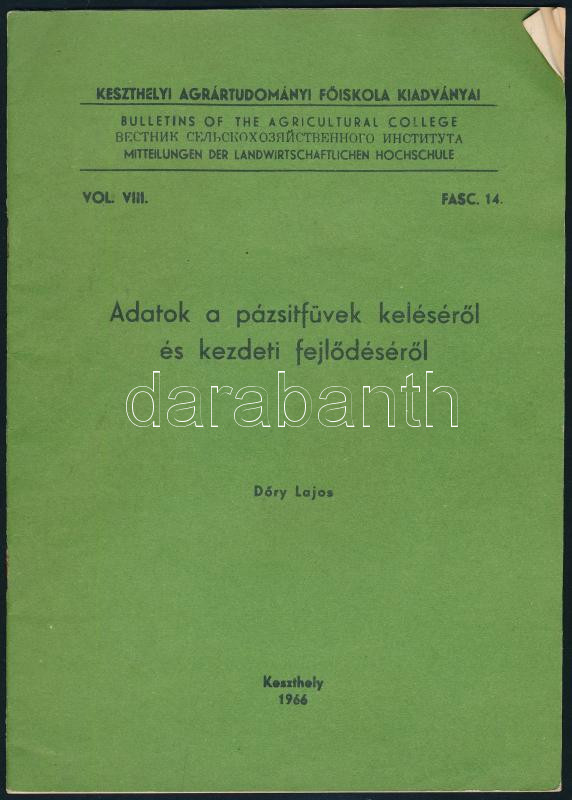 KESZTHELYI AGRÁRTUDOMÁNYI FŐISKOLA KIADVÁNYAI
BULLETINS OF THE AGRICULTURAL COLLEGE
ВЕСТНИК СЕЛЬСКОХОЗЯЙСТВЕННОГО ИНСТИТУТА
MITTEILUNGEN DER LANDWIRTSCHAFTLICHEN HOCHSCHULE
VOL. VIII. FASC. 14.
Adatok a pázsitfüvek keléséről
és kezdeti fejlődéséről
darabanth
Dőry Lajos
Keszthely
1966